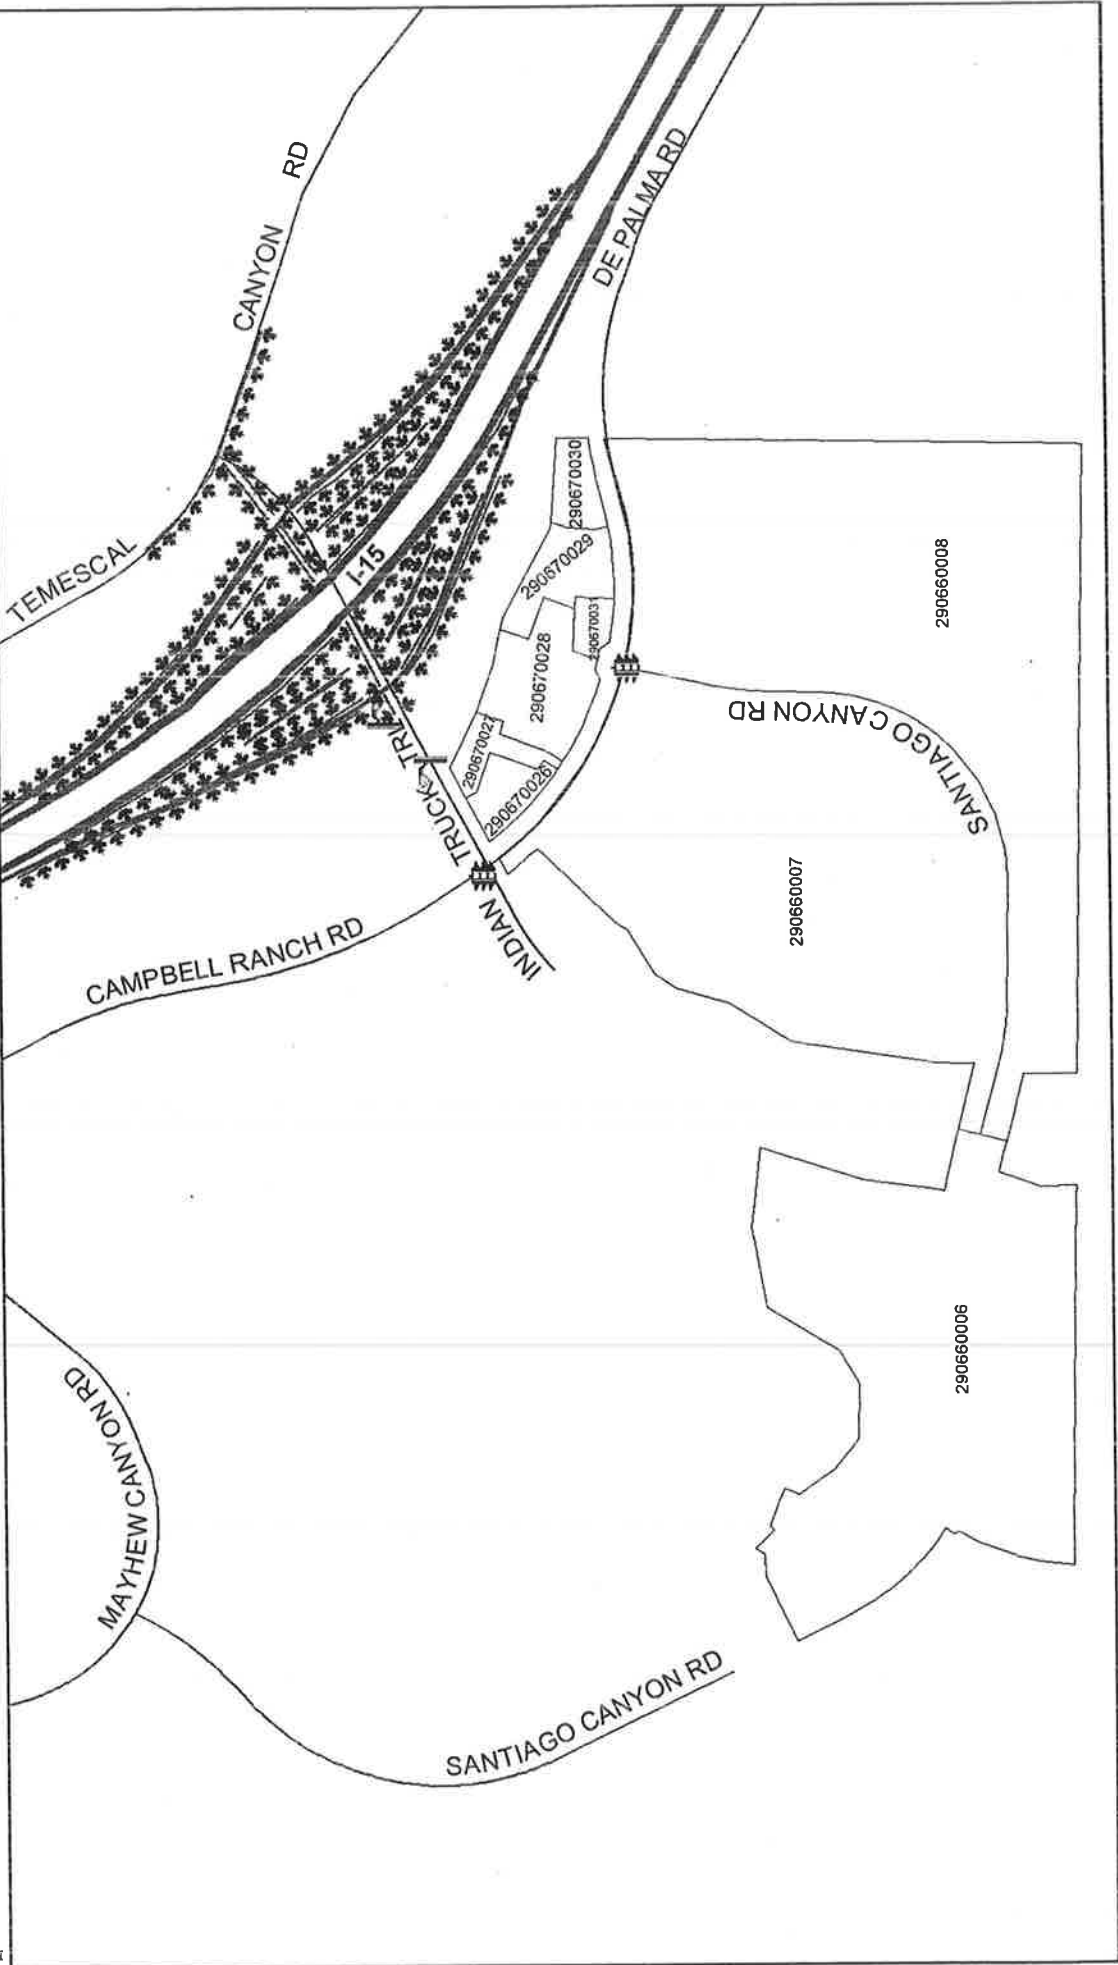 TEMESCAL
CANYON
RD
I-15
DE PALMA RD
INDIAN TRUCK TRL
CAMPBELL RANCH RD
290670030
290670029
290670031
290670028
290670027
290670026
290660008
SANTIAGO CANYON RD
290660007
290660006
MAYHEW CANYON RD
SANTIAGO CANYON RD